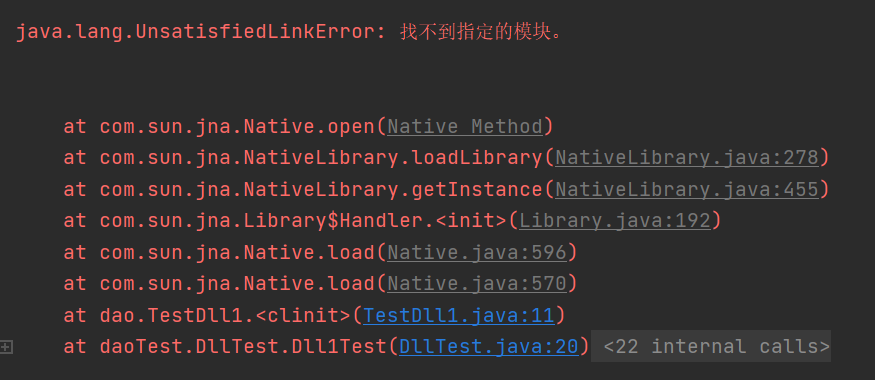 java.lang.UnsatisfiedLinkError: 找不到指定的模块。
at com.sun.jna.Native.open(Native Method)
at com.sun.jna.NativeLibrary.loadLibrary(NativeLibrary.java:278)
at com.sun.jna.NativeLibrary.getInstance(NativeLibrary.java:455)
at com.sun.jna.Library$Handler.<init>(Library.java:192)
at com.sun.jna.Native.load(Native.java:596)
at com.sun.jna.Native.load(Native.java:570)
at dao.TestDll1.<clinit>(TestDll1.java:11)
at daoTest.DllTest.Dll1Test(DllTest.java:20) <22 internal calls>